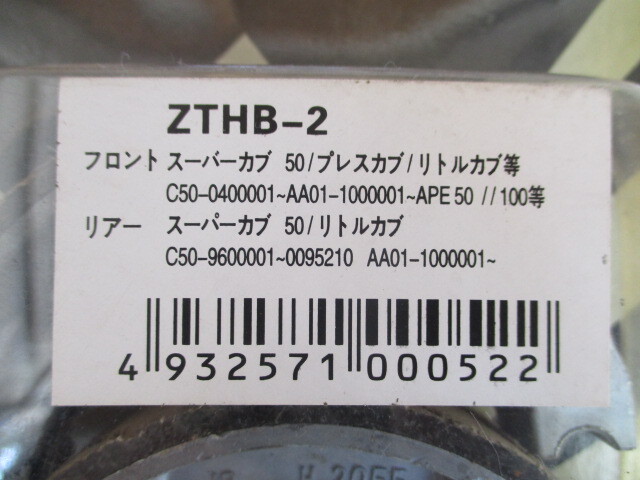 ZTHB-2
フロント スーパーカブ 50/プレスカブ/リトルカブ等
C50-0400001~AA01-1000001~APE 50 //100等
リアー スーパーカブ 50/リトルカブ
C50-9600001~0095210 AA01-1000001~
4 932571 000522
H